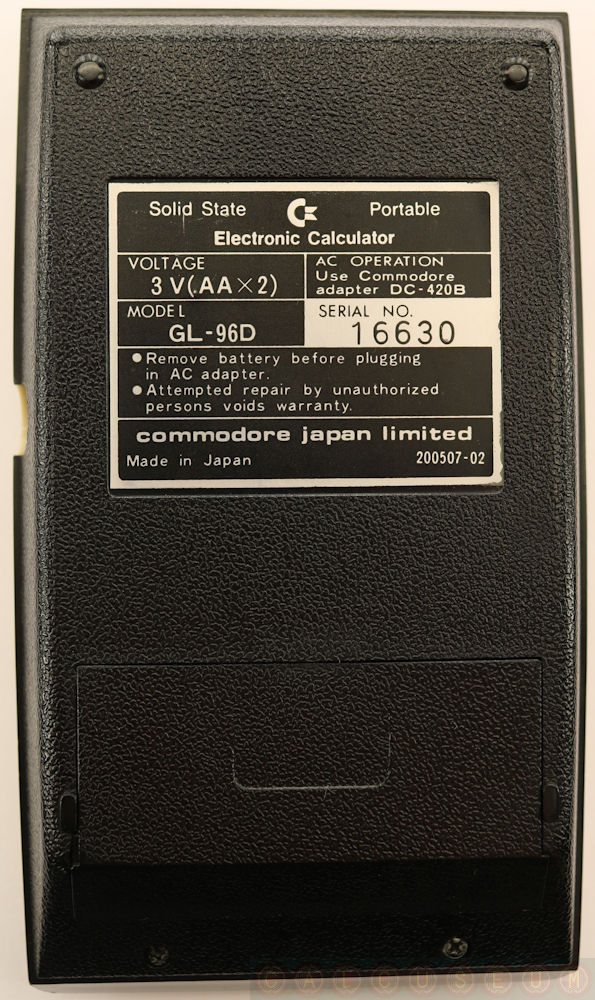 Solid State Portable
Electronic Calculator
VOLTAGE
3 V(.AA×2)
AC OPERATION
Use Commodore
adapter DC-420B
MODEL
GL-96D
SERIAL NO.
16630
●Remove battery before plugging
in AC adapter.
●Attempted repair by unauthorized
persons voids warranty.
commodore japan limited
Made in Japan 200507-02
©ALCUSEUM